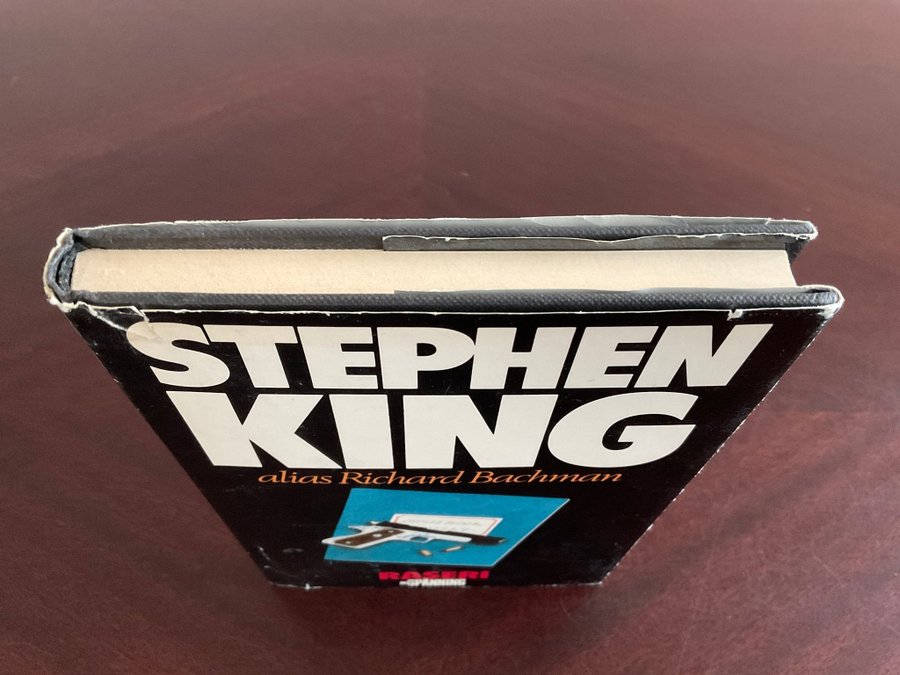 STEPHEN
KING
alias Richard Bachman
RASERI
SPÄNNING